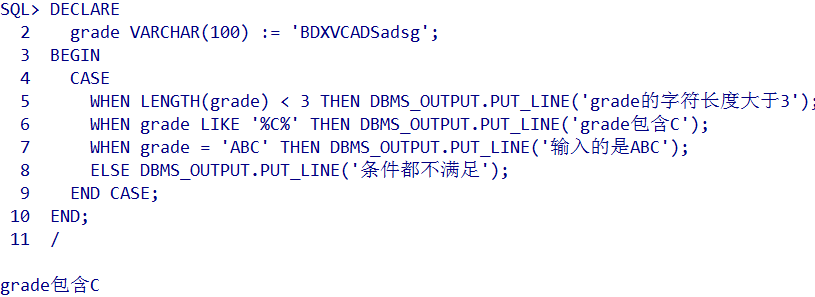 SQL> DECLARE
  2    grade VARCHAR(100) := 'BDXVCADSadsg';
  3  BEGIN
  4    CASE
  5      WHEN LENGTH(grade) < 3 THEN DBMS_OUTPUT.PUT_LINE('grade的字符长度大于3');
  6      WHEN grade LIKE '%C%' THEN DBMS_OUTPUT.PUT_LINE('grade包含C');
  7      WHEN grade = 'ABC' THEN DBMS_OUTPUT.PUT_LINE('输入的是ABC');
  8      ELSE DBMS_OUTPUT.PUT_LINE('条件都不满足');
  9    END CASE;
 10  END;
 11  /
grade包含C